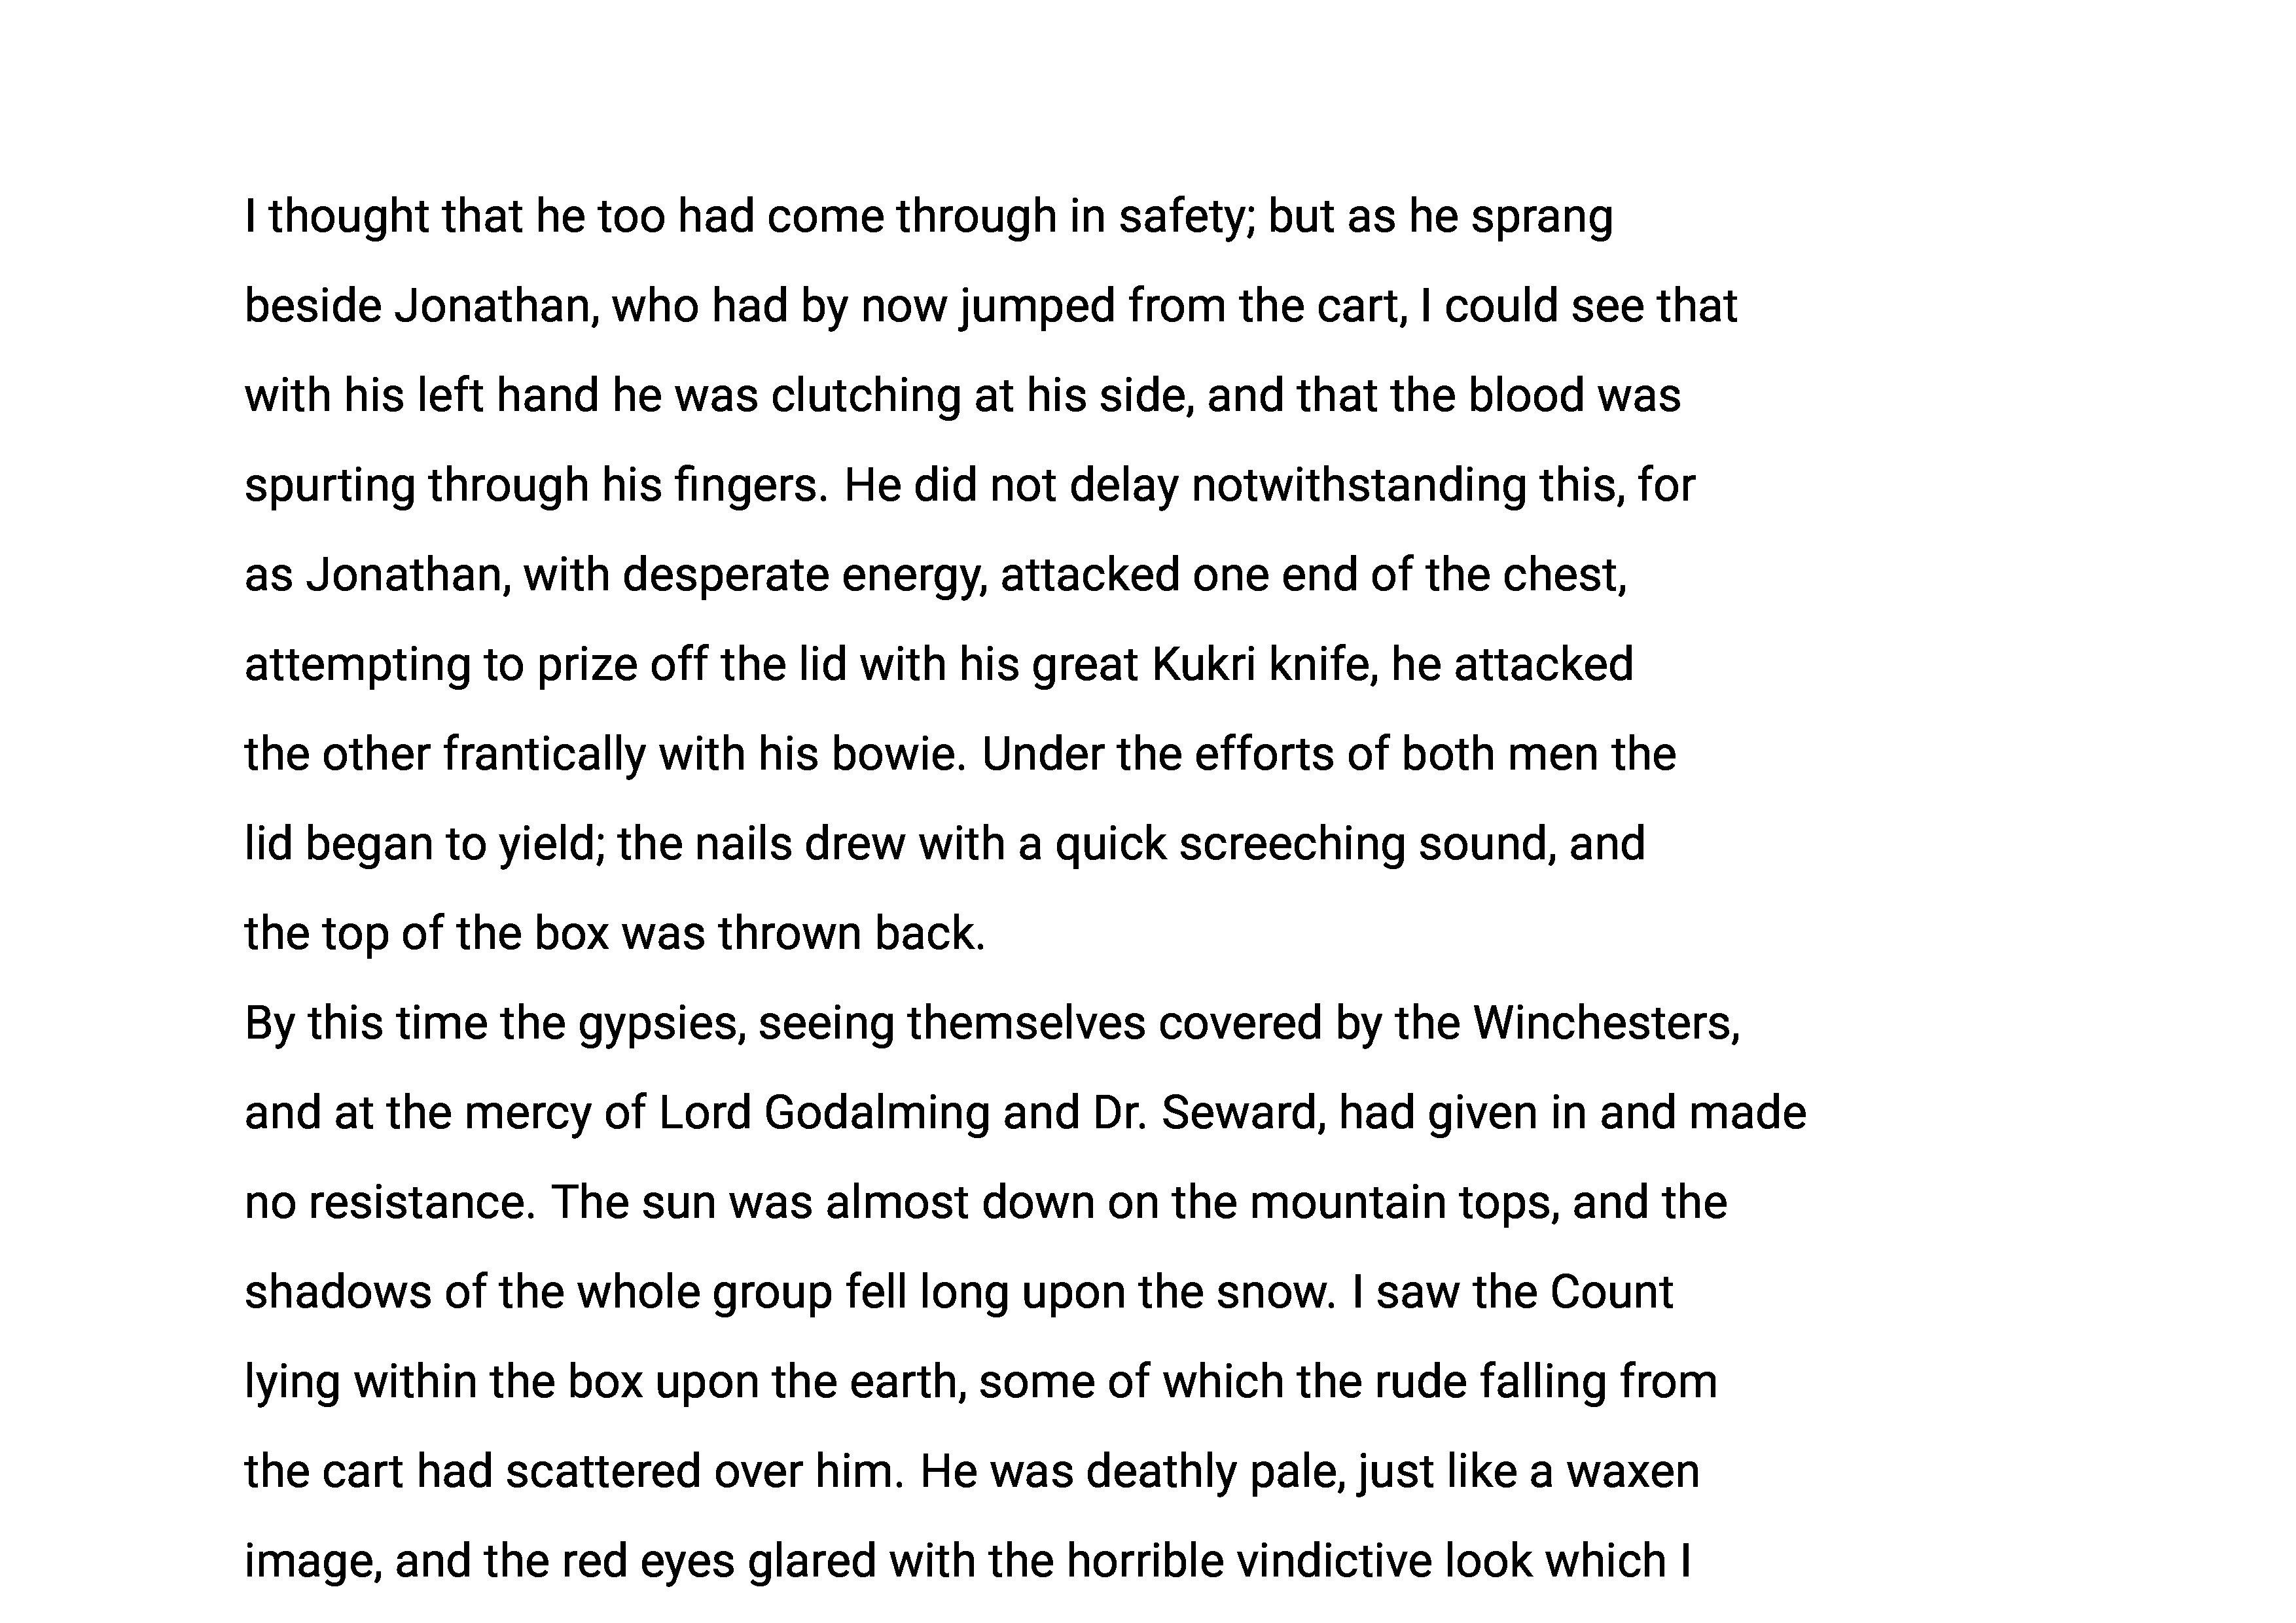 I thought that he too had come through in safety; but as he sprang
beside Jonathan, who had by now jumped from the cart, I could see that
with his left hand he was clutching at his side, and that the blood was
spurting through his fingers. He did not delay notwithstanding this, for
as Jonathan, with desperate energy, attacked one end of the chest,
attempting to prize off the lid with his great Kukri knife, he attacked
the other frantically with his bowie. Under the efforts of both men the
lid began to yield; the nails drew with a quick screeching sound, and
the top of the box was thrown back.
By this time the gypsies, seeing themselves covered by the Winchesters,
and at the mercy of Lord Godalming and Dr. Seward, had given in and made
no resistance. The sun was almost down on the mountain tops, and the
shadows of the whole group fell long upon the snow. I saw the Count
lying within the box upon the earth, some of which the rude falling from
the cart had scattered over him. He was deathly pale, just like a waxen
image, and the red eyes glared with the horrible vindictive look which I